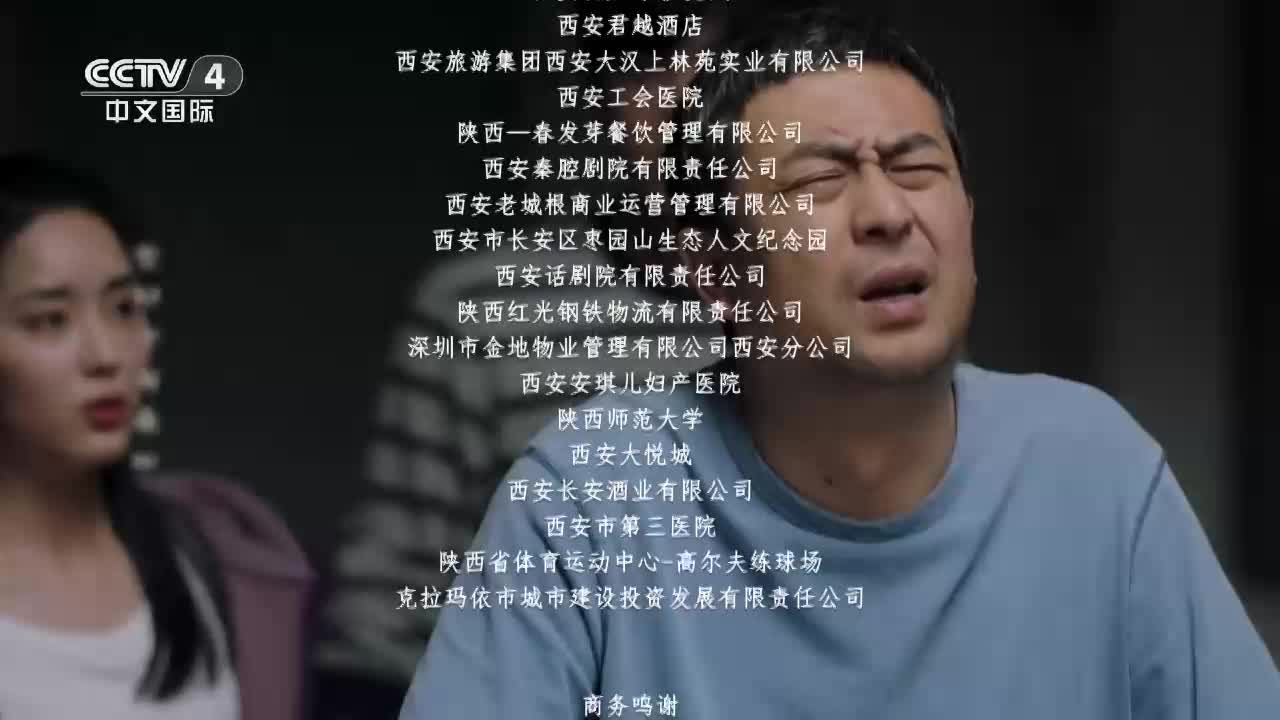 西安君越酒店
西安旅游集团西安大汉上林苑实业有限公司
CCTV 4
中文国际
西安工会医院
陕西一春发芽餐饮管理有限公司
西安秦腔剧院有限责任公司
西安老城根商业运营管理有限公司
西安市长安区枣园山生态人文纪念园
西安话剧院有限责任公司
陕西红光钢铁物流有限责任公司
深圳市金地物业管理有限公司西安分公司
西安安琪儿妇产医院
陕西师范大学
西安大悦城
西安长安酒业有限公司
西安市第三医院
陕西省体育运动中心-高尔夫练球场
克拉玛依市城市建设投资发展有限责任公司
商务鸣谢